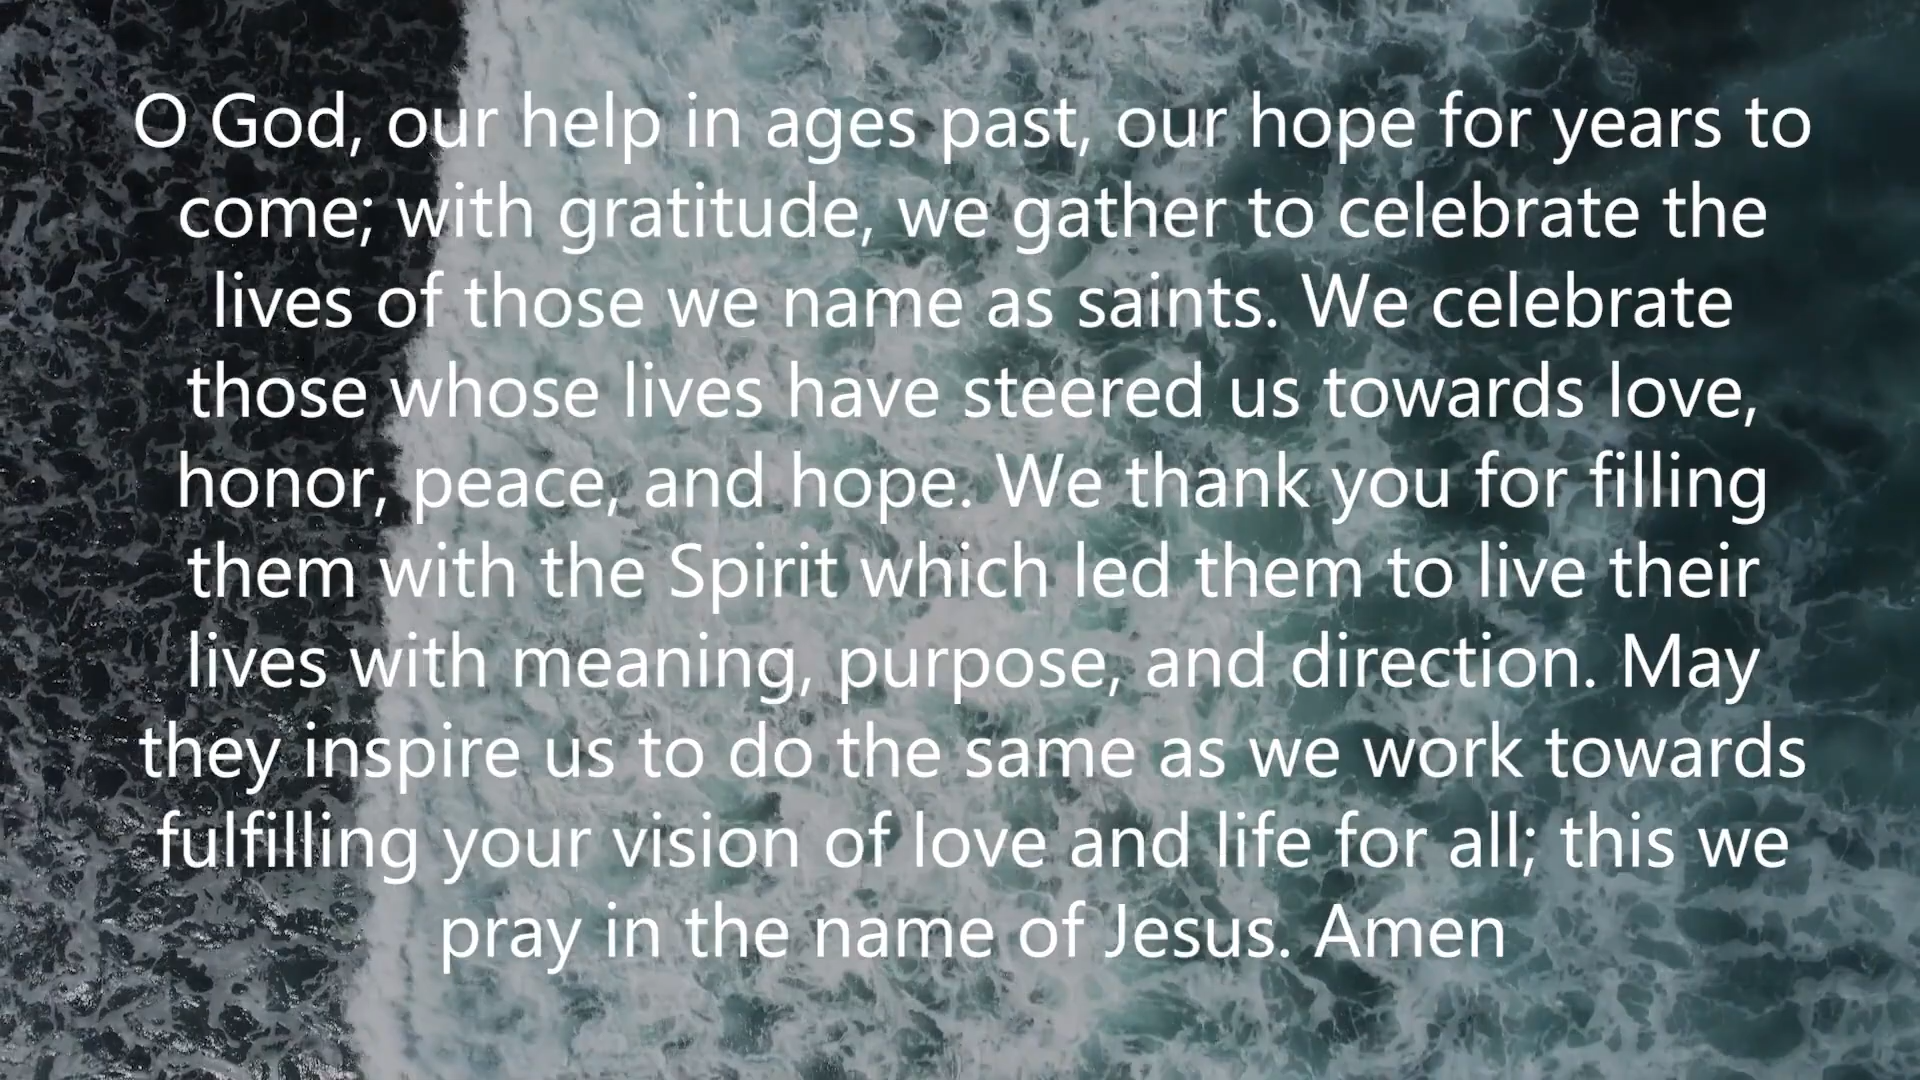 O God, our help in ages past, our hope for years to
come; with gratitude, we gather to celebrate the
lives of those we name as saints. We celebrate
those whose lives have steered us towards love,
honor, peace, and hope. We thank you for filling
them with the Spirit which led them to live their
lives with meaning, purpose, and direction. May
they inspire us to do the same as we work towards
fulfilling your vision of love and life for all; this we
pray in the name of Jesus. Amen